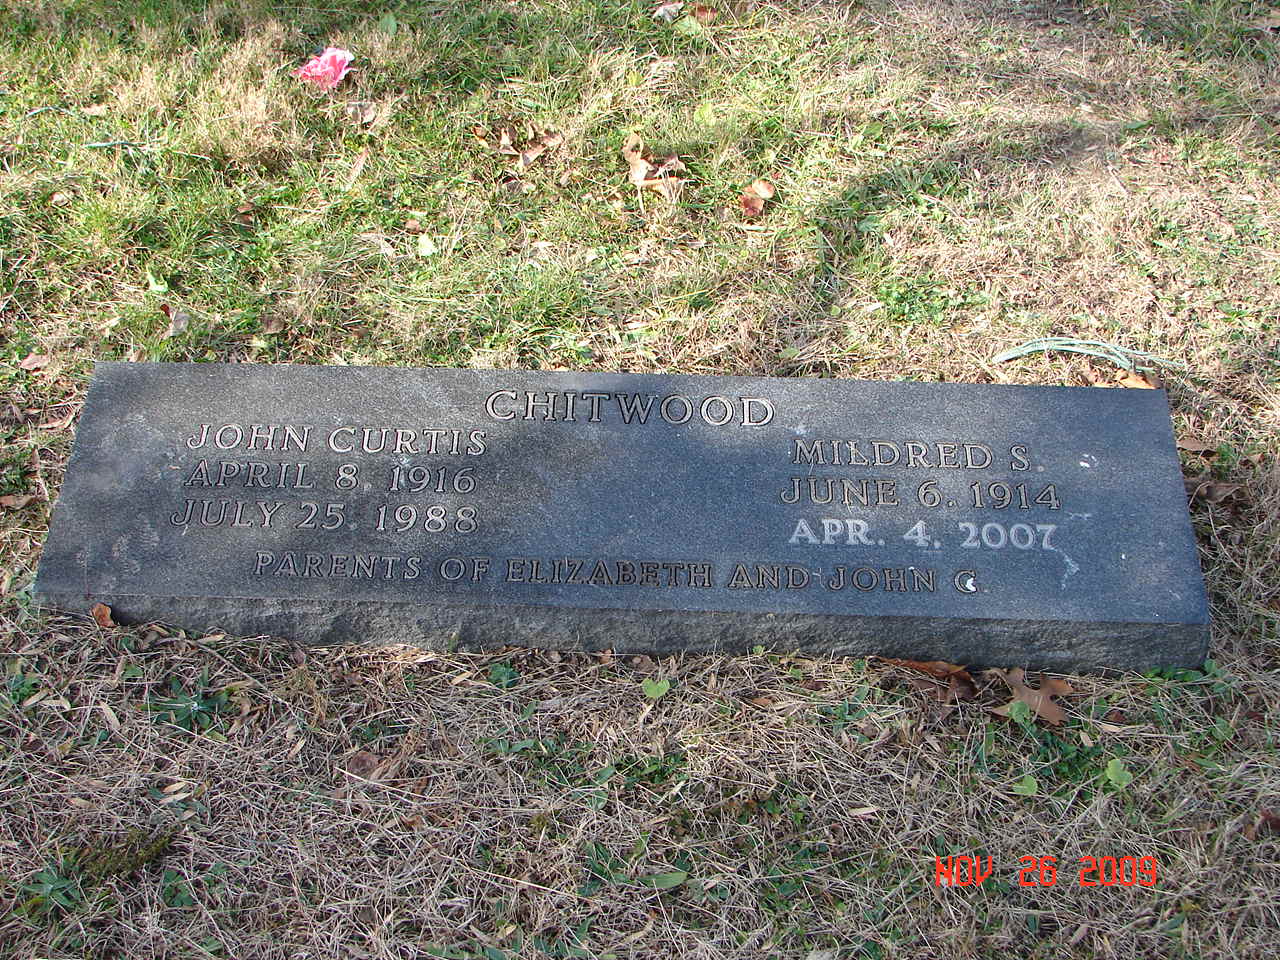 CHITWOOD
JOHN CURTIS
APRIL 8, 1916
JULY 25, 1988
MILDRED S.
JUNE 6, 1914
APR. 4, 2007
PARENTS OF ELIZABETH AND JOHN C.
NOV 26 2009